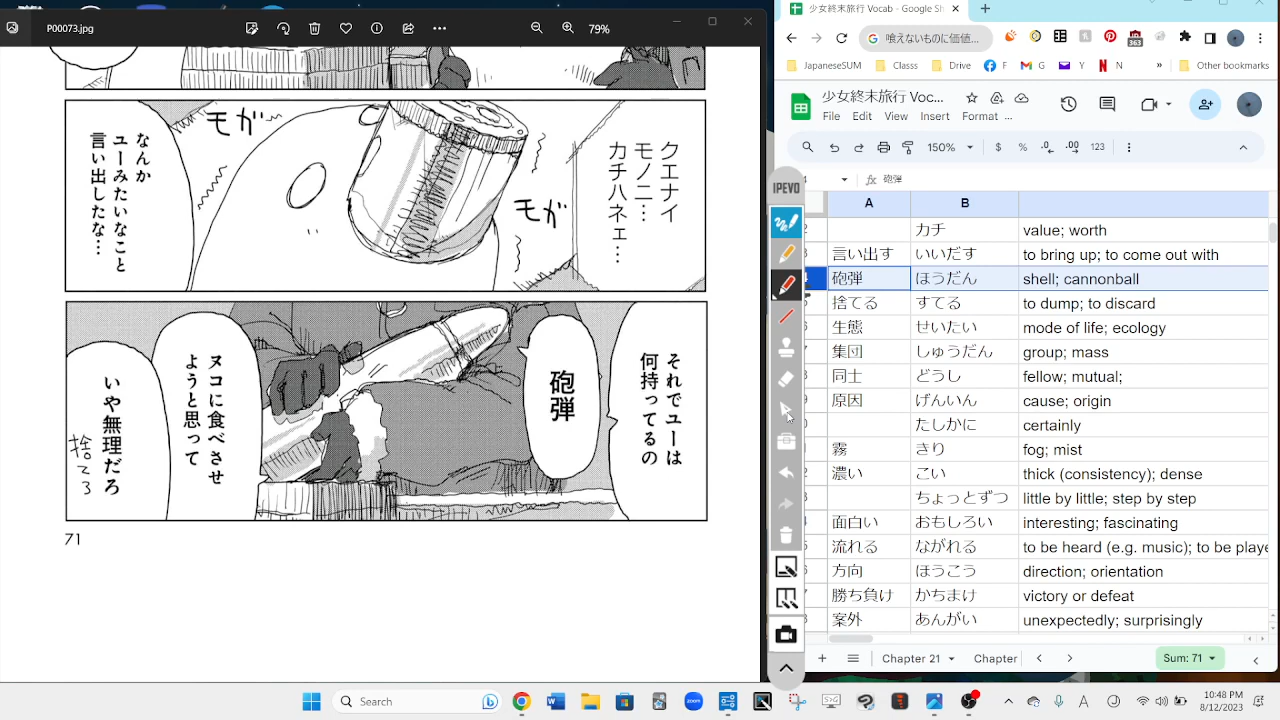 P00073.jpg
79%
モガ
モガ
クエナイ
モノニ…
カチハネェ…
なんか
ユーみたいなこと
言い出したな…
それでユーは
何持ってるの
砲弾
ヌコに食べさせ
ようと思って
いや無理だろ
捨てろ
71
少女終末旅行 Vocab - Google Sh
喰えないものに価値...
363
JapaneseSUM
Class
Drive
F
G
Y
N
»
Other bookmarks
少女終末旅行 Voc...
File Edit View Insert Format ...
150%
$ % .0 .00 123
fx 砲弾
IPEVO
A B
カチ value; worth
言い出す いいだす to bring up; to come out with
砲弾 ほうだん shell; cannonball
捨てる すてる to dump; to discard
生態 せいたい mode of life; ecology
集団 しゅうだん group; mass
同士 どうし fellow; mutual;
原因 げんいん cause; origin
たしかに certainly
霧 きり fog; mist
濃い こい thick (consistency); dense
ちょっとずつ little by little; step by step
面白い おもしろい interesting; fascinating
流れる ながれる to be heard (e.g. music); to be playe
方向 ほうこう direction; orientation
勝ち負け かちまけ victory or defeat
案外 あんがい unexpectedly; surprisingly
Chapter 21
Chapter
Sum: 71
Search
zoom
A
10:48 PM
8/12/2023